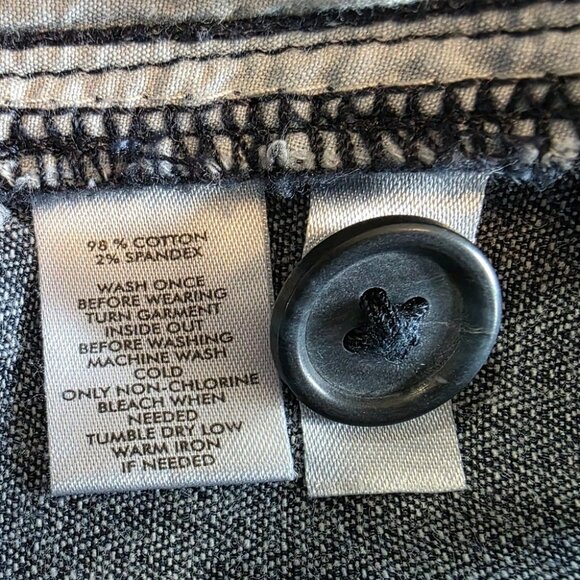 98 % COTTON
2% SPANDEX
WASH ONCE
BEFORE WEARING
TURN GARMENT
INSIDE OUT
BEFORE WASHING
MACHINE WASH
COLD
ONLY NON-CHLORINE
BLEACH WHEN
NEEDED
TUMBLE DRY LOW
WARM IRON
IF NEEDED